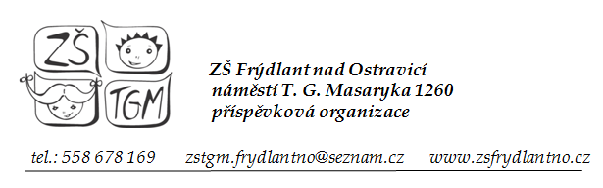 ZŠ
TGM
ZŠ Frýdlant nad Ostravicí
náměstí T. G. Masaryka 1260
příspěvková organizace
tel.: 558 678 169 zstgm.frydlantno@seznam.cz www.zsfrydlantno.cz